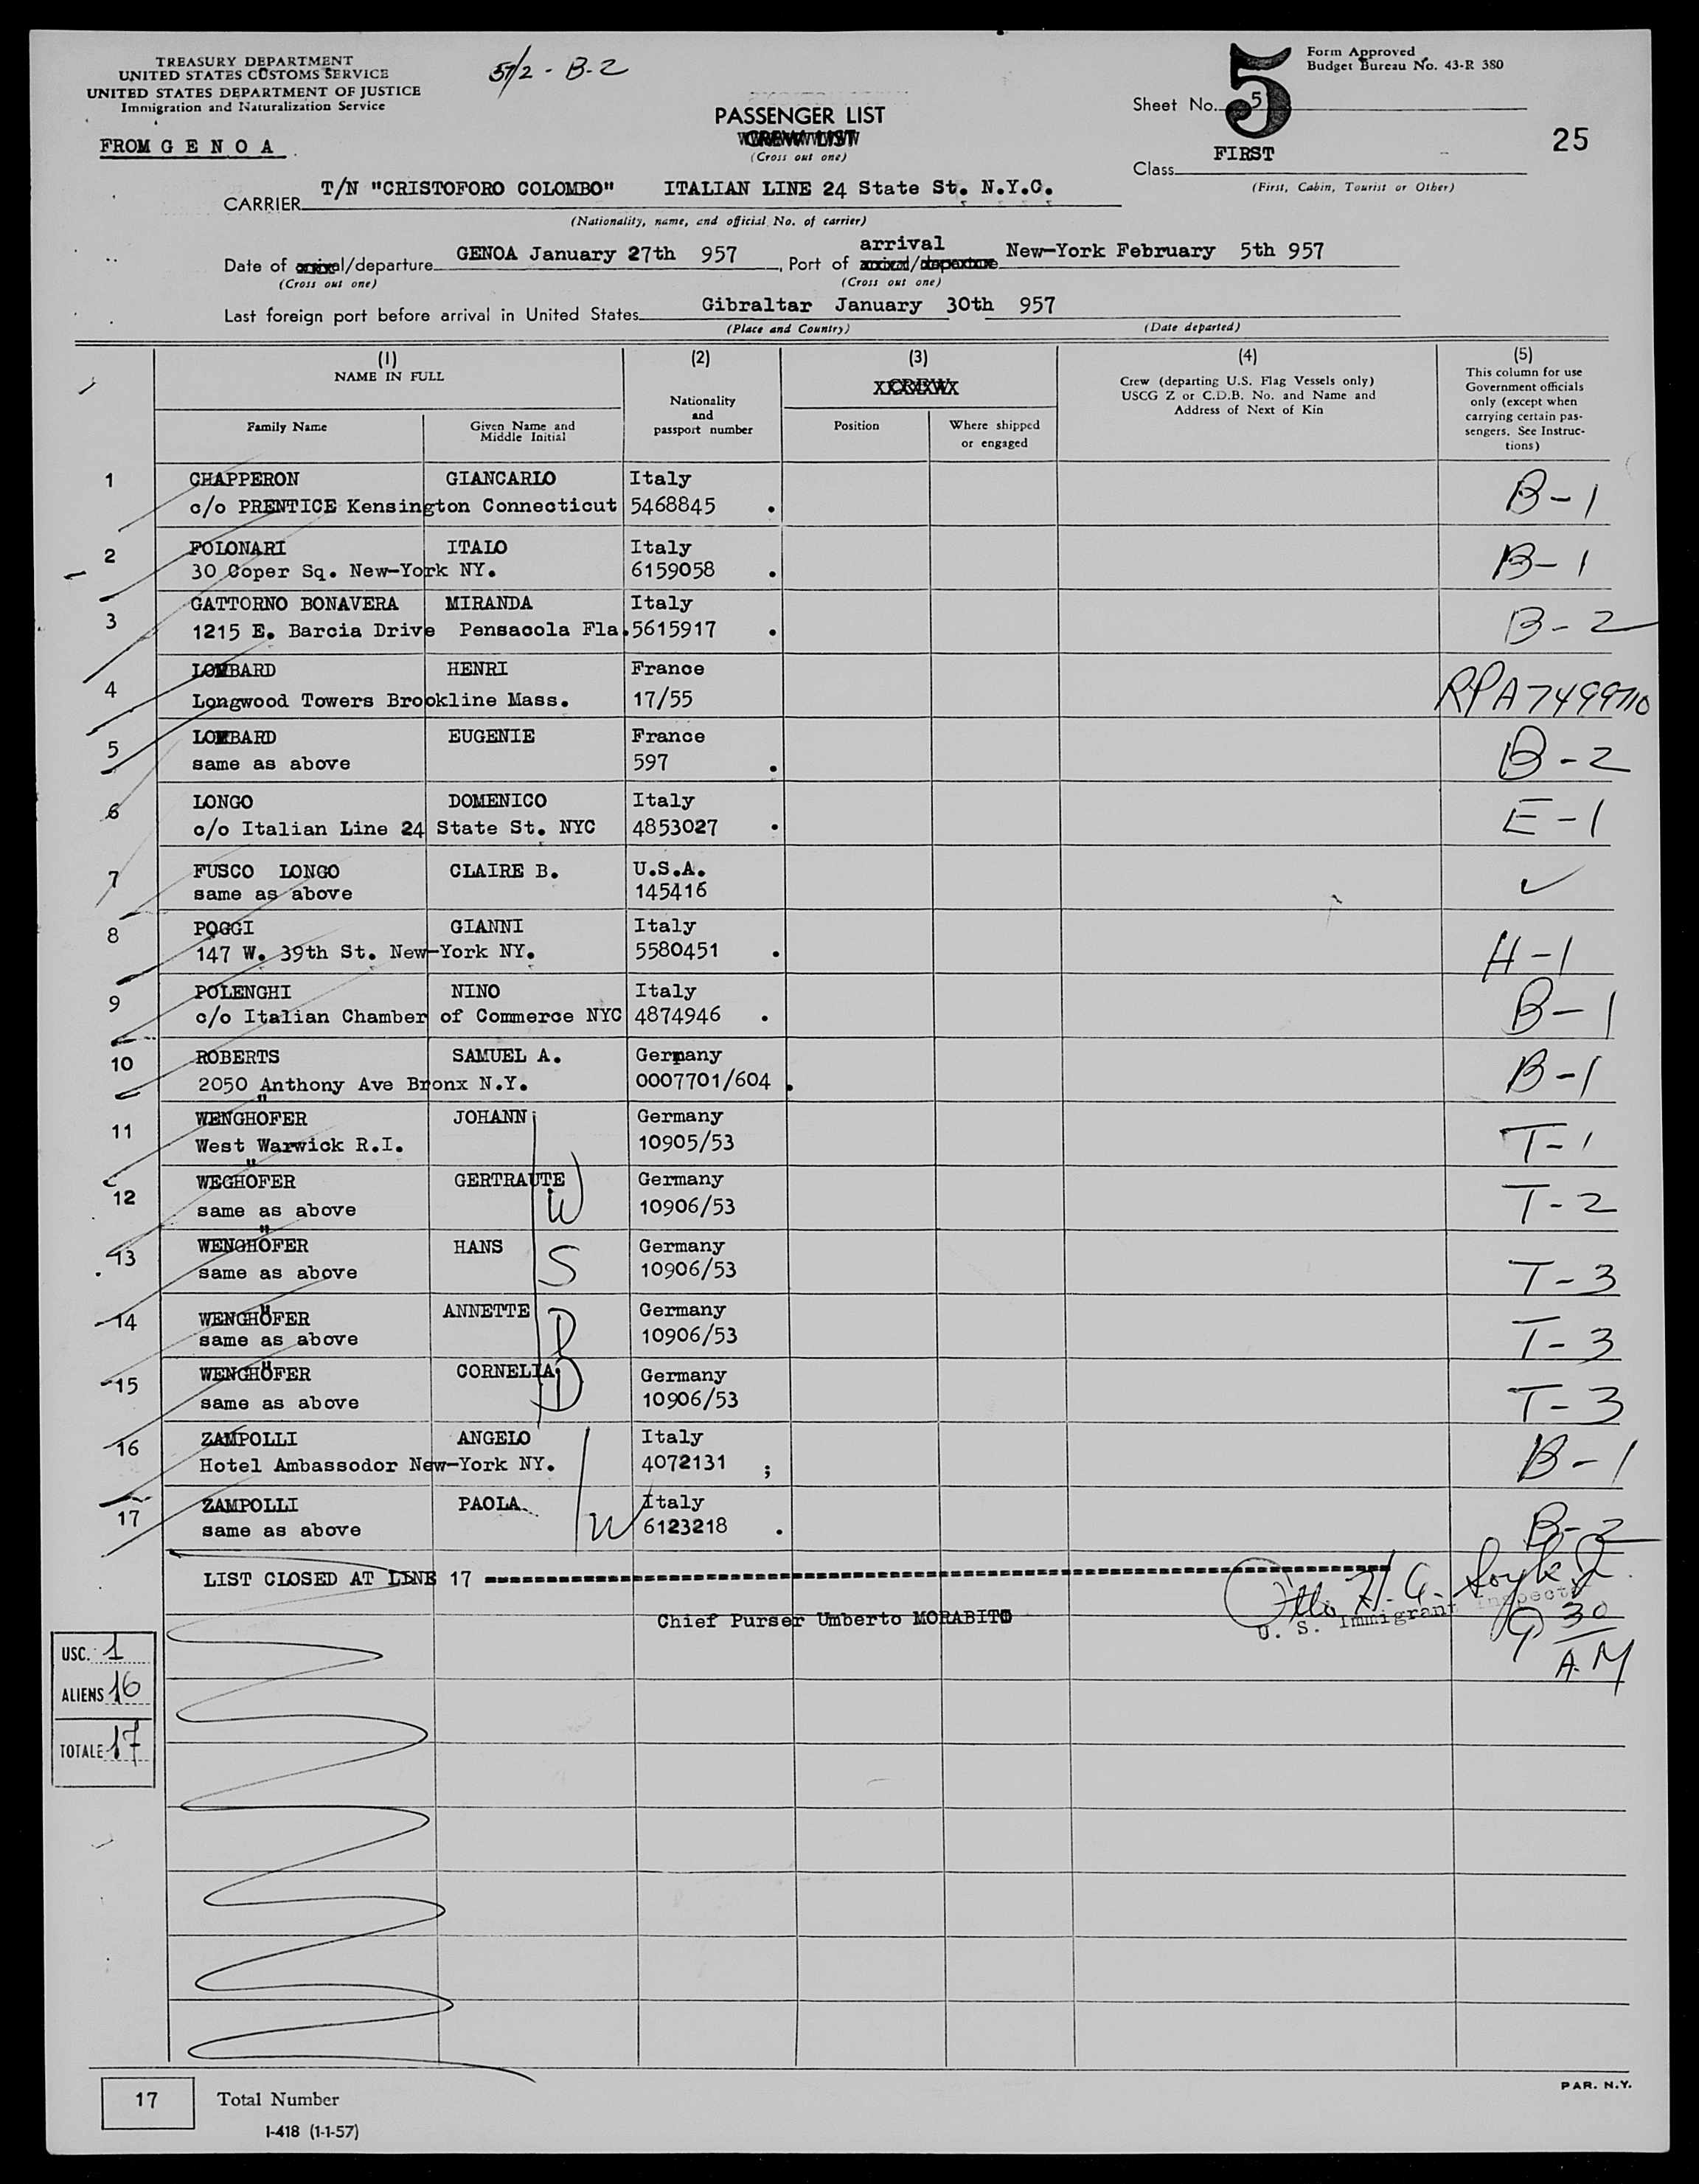 TREASURY DEPARTMENT
UNITED STATES CUSTOMS SERVICE
UNITED STATES DEPARTMENT OF JUSTICE
Immigration and Naturalization Service
B-2
FROM G E N O A
PASSENGER LIST
CREW LIST
(Cross out one)
Form Approved
Budget Bureau No. 43-R 380
Sheet No. 5
5
25
Class FIRST
(First, Cabin, Tourist or Other)
CARRIER T/N "CRISTOFORO COLOMBO" ITALIAN LINE 24 State St. N.Y.C.
(Nationality, name, and official No. of carrier)
Date of arrival/departure GENOA January 27th 957, Port of arrival/departure arrival New-York February 5th 957
(Cross out one) (Cross out one)
Last foreign port before arrival in United States Gibraltar January 30th 957
(Place and Country) (Date departed)
(1) NAME IN FULL
Family Name
Given Name and Middle Initial
(2) Nationality and passport number
(3) XXCREWX
Position
Where shipped or engaged
(4) Crew (departing U.S. Flag Vessels only) USCG Z or C.D.B. No. and Name and Address of Next of Kin
(5) This column for use Government officials only (except when carrying certain passengers. See Instructions)
1 CHAPPERON GIANCARLO Italy B-1
c/o PRENTICE Kensington Connecticut 5468845 .
2 FOLONARI ITALO Italy B-1
30 Coper Sq. New-York NY. 6159058 .
3 GATTORNO BONAVERA MIRANDA Italy B-2
1215 E. Barcia Drive Pensacola Fla. 5615917 .
4 LOMBARD HENRI France RPA7499710
Longwood Towers Brookline Mass. 17/55
5 LOMBARD EUGENIE France B-2
same as above 597 .
6 LONGO DOMENICO Italy E-1
c/o Italian Line 24 State St. NYC 4853027 .
7 FUSCO LONGO CLAIRE B. U.S.A. ✓
same as above 145416
8 POGGI GIANNI Italy H-1
147 W. 39th St. New-York NY. 5580451 .
9 POLENGHI NINO Italy B-1
c/o Italian Chamber of Commerce NYC 4874946 .
10 ROBERTS SAMUEL A. Germany B-1
2050 Anthony Ave Bronx N.Y. 0007701/604 .
11 WENGHÖFER JOHANN Germany T-1
West Warwick R.I. 10905/53
12 WEGHÖFER GERTRAUTE W Germany T-2
same as above 10906/53
13 WENGHÖFER HANS S Germany T-3
same as above 10906/53
14 WENGHÖFER ANNETTE D Germany T-3
same as above 10906/53
15 WENGHÖFER CORNELIA D Germany T-3
same as above 10906/53
16 ZAMPOLLI ANGELO Italy B-1
Hotel Ambassodor New-York NY. 4072131 ;
17 ZAMPOLLI PAOLA W Italy B-2
same as above 6123218 .
LIST CLOSED AT LINE 17
Chief Purser Umberto MORABITO
U. S. Immigrant Inspector
9 30 A.M
USC. 1
ALIENS 16
TOTALE 17
17 Total Number
I-418 (1-1-57)
PAR. N.Y.